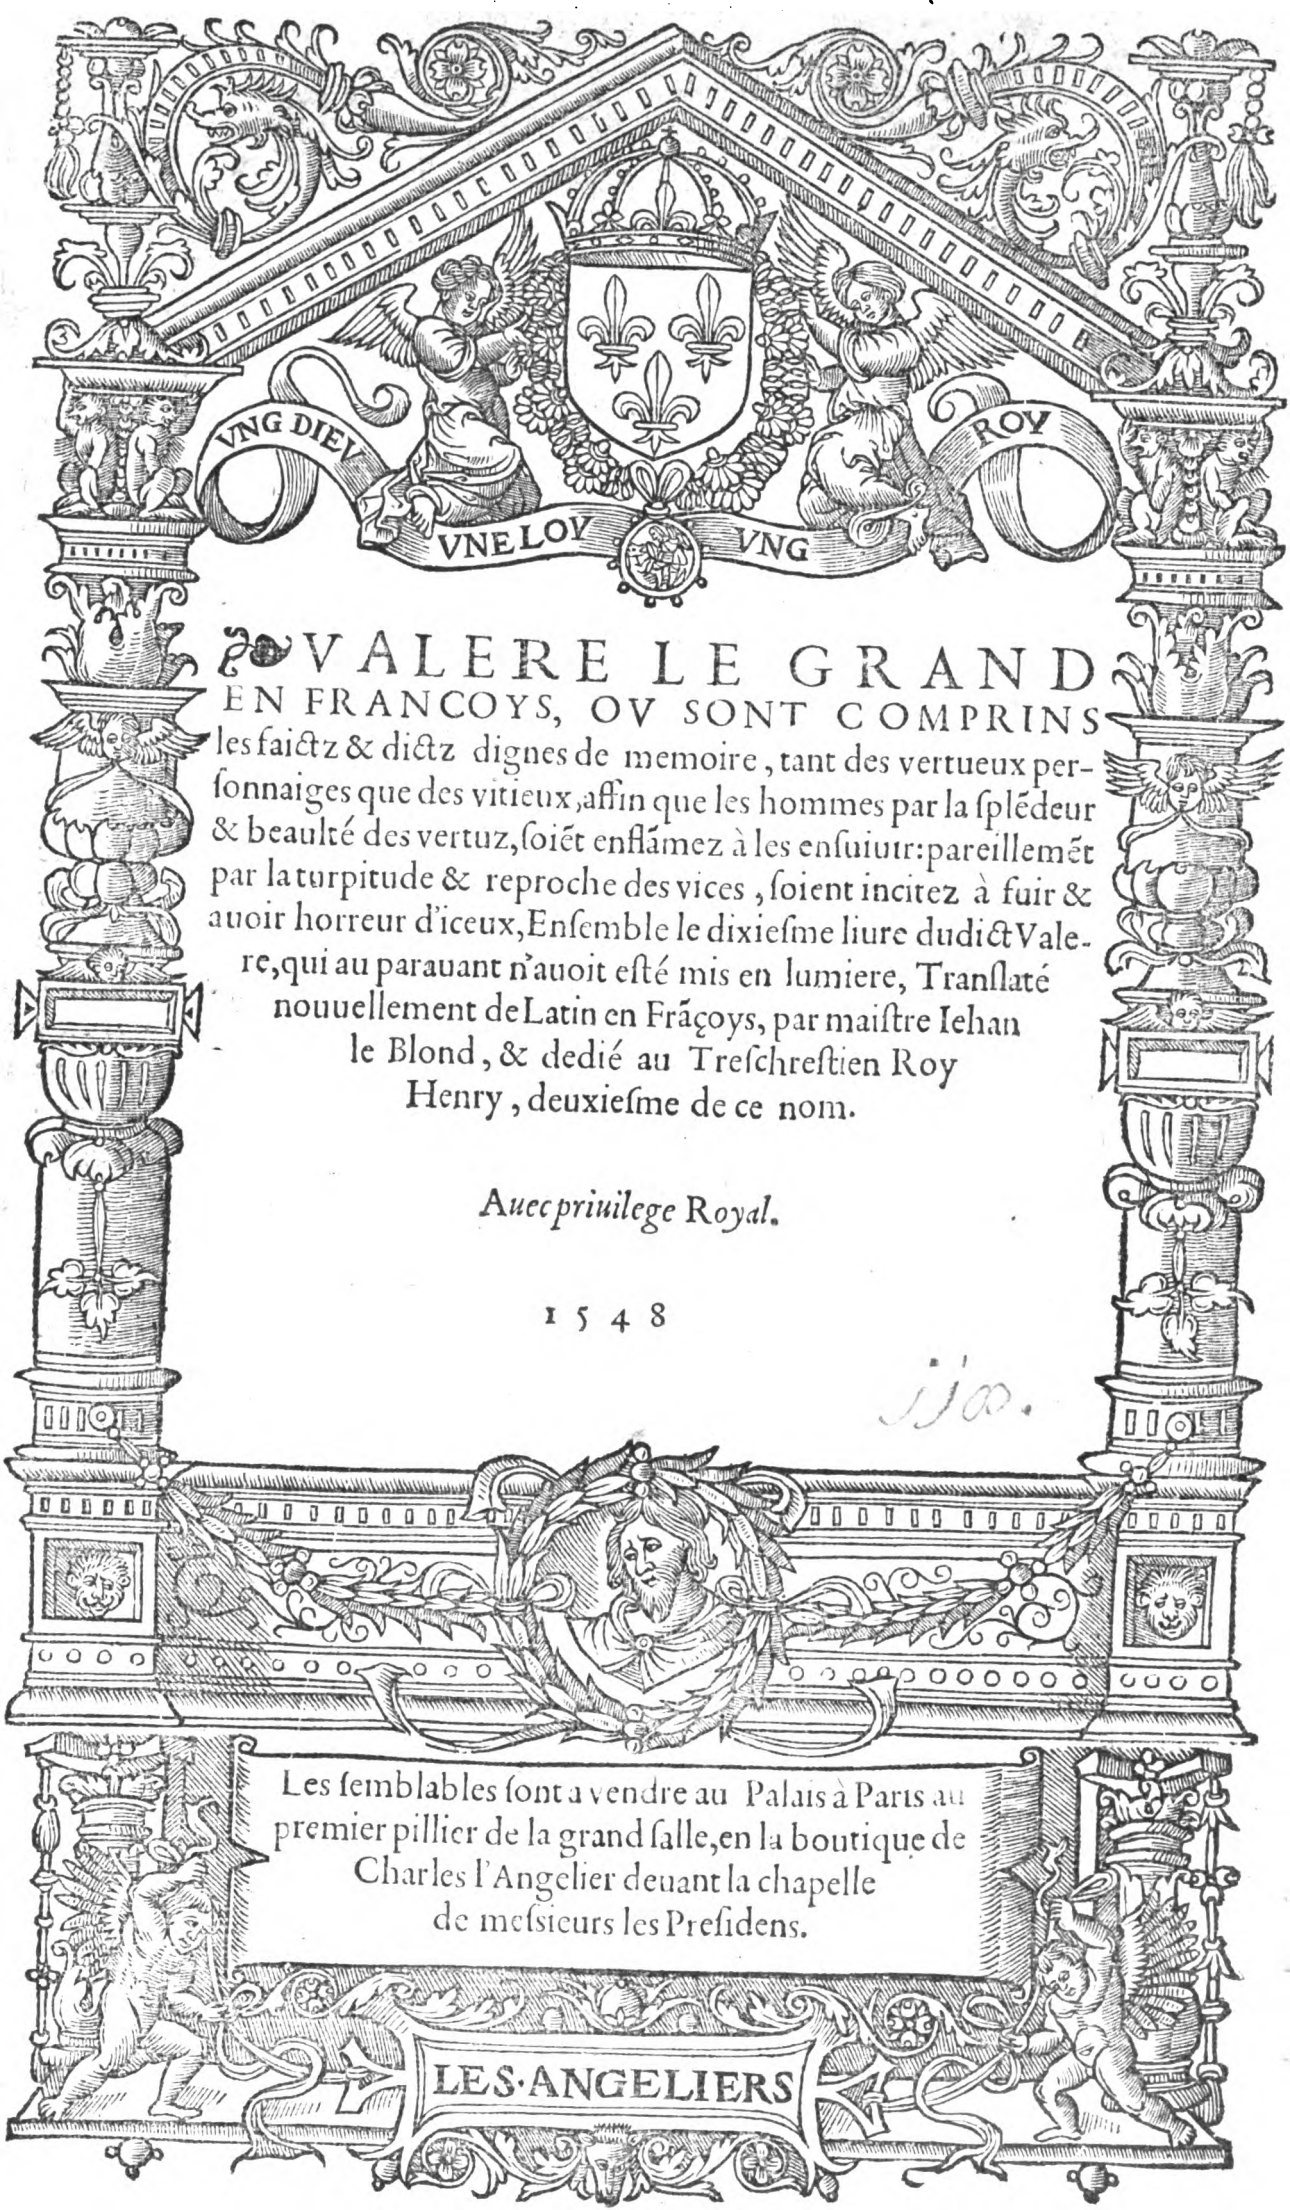 VNG DIEV
VNE LOY
VNG
ROY
❧ VALERE LE GRAND
EN FRANCOYS, OV SONT COMPRINS
les faictz & dictz dignes de memoire, tant des vertueux per-
ſonnaiges que des vitieux, affin que les hommes par la ſplẽdeur
& beaulté des vertuz, ſoiẽt enflãmez à les enſuiuir: pareillemẽt
par la turpitude & reproche des vices, ſoient incitez à fuir &
auoir horreur d'iceux, Enſemble le dixieſme liure dudict Vale-
re, qui au parauant n'auoit eſté mis en lumiere, Tranſlaté
nouuellement de Latin en Frãçoys, par maiſtre Iehan
le Blond, & dedié au Treſchreſtien Roy
Henry, deuxieſme de ce nom.
Auec priuilege Royal.
1548
Les ſemblables ſont a vendre au Palais à Paris au
premier pillier de la grand ſalle, en la boutique de
Charles l'Angelier deuant la chapelle
de meſsieurs les Preſidens.
LES·ANGELIERS